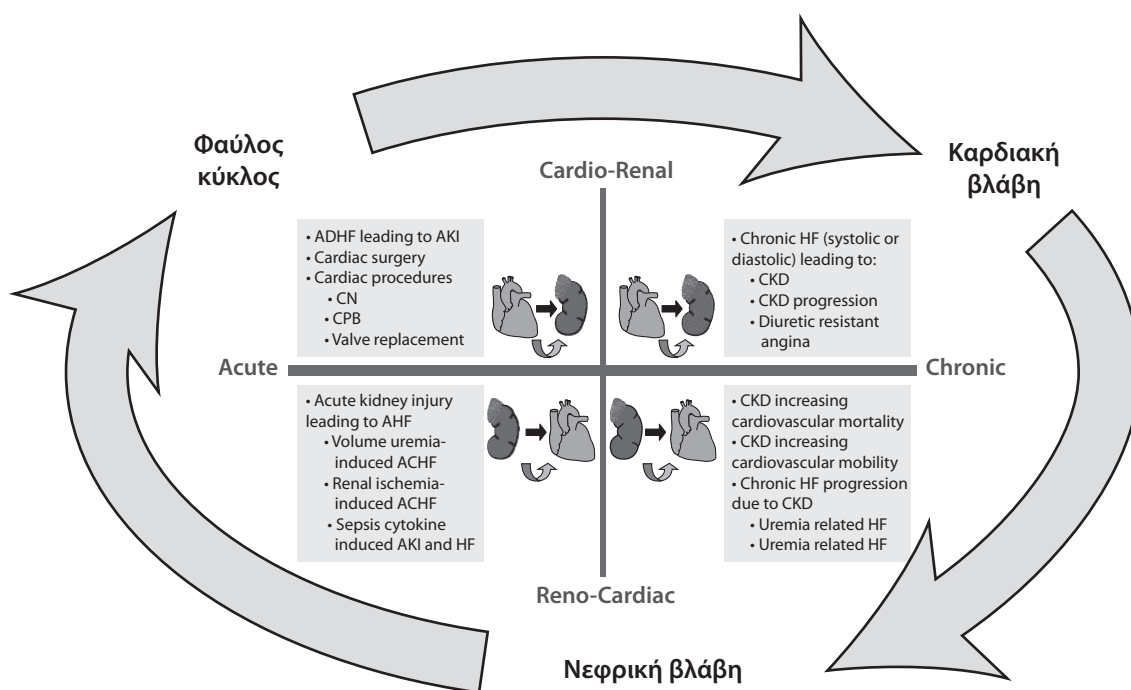 Φαύλος
κύκλος
Καρδιακή
βλάβη
Cardio-Renal
• ADHF leading to AKI
• Cardiac surgery
• Cardiac procedures
• CN
• CPB
• Valve replacement
• Chronic HF (systolic or
diastolic) leading to:
• CKD
• CKD progression
• Diuretic resistant
angina
Acute
Chronic
• Acute kidney injury
leading to AHF
• Volume uremia-
induced ACHF
• Renal ischemia-
induced ACHF
• Sepsis cytokine
induced AKI and HF
• CKD increasing
cardiovascular mortality
• CKD increasing
cardiovascular mobility
• Chronic HF progression
due to CKD
• Uremia related HF
• Uremia related HF
Reno-Cardiac
Νεφρική βλάβη